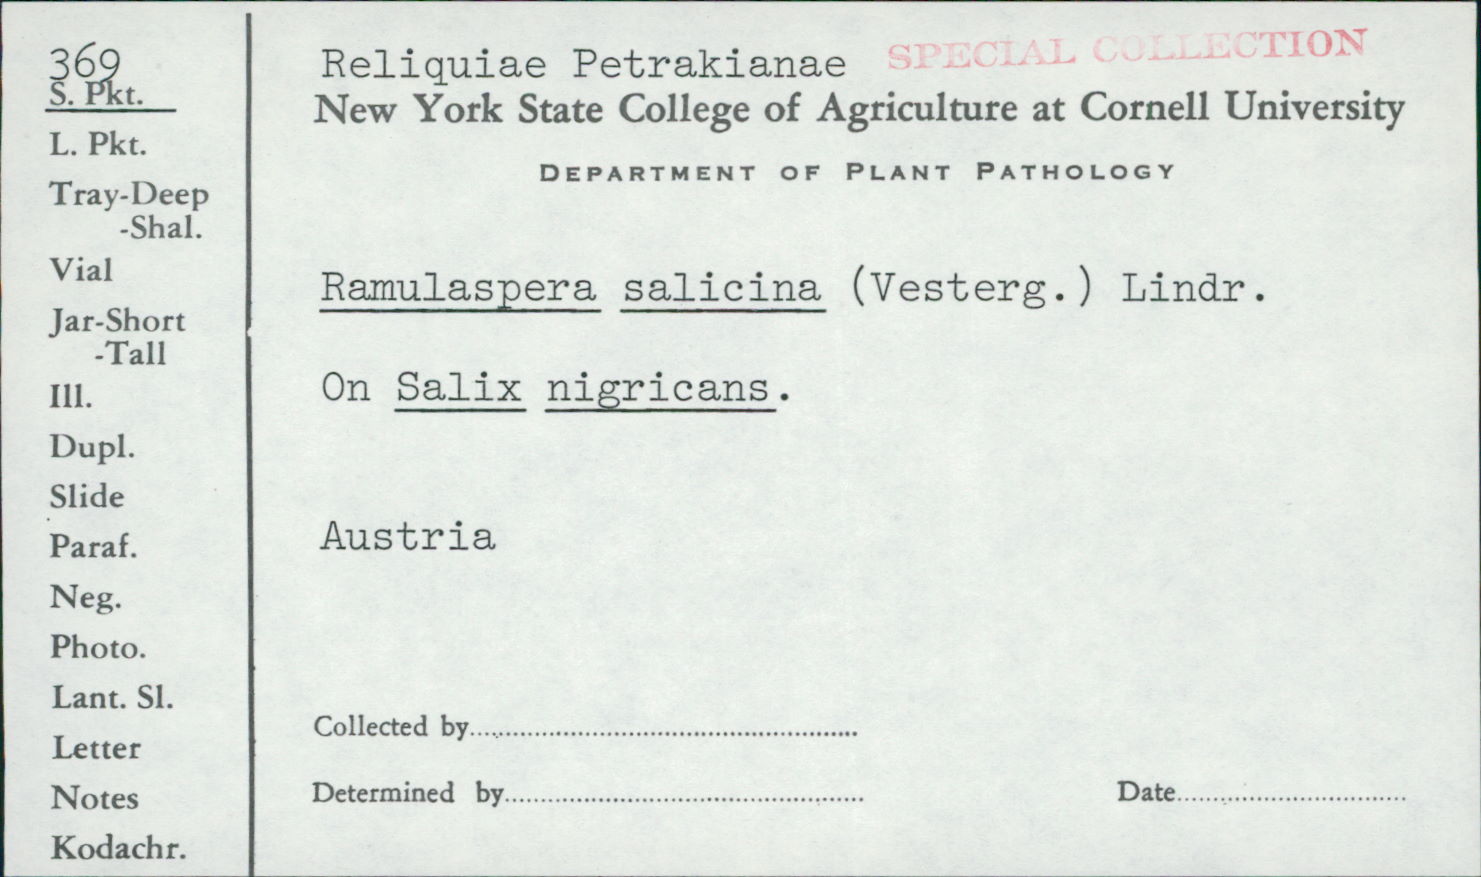 369
S. Pkt.
L. Pkt.
Tray-Deep
-Shal.
Vial
Jar-Short
-Tall
Ill.
Dupl.
Slide
Paraf.
Neg.
Photo.
Lant. Sl.
Letter
Notes
Kodachr.
Reliquiae Petrakianae SPECIAL COLLECTION
New York State College of Agriculture at Cornell University
DEPARTMENT OF PLANT PATHOLOGY
Ramulaspera salicina (Vesterg.) Lindr.
On Salix nigricans.
Austria
Collected by
Determined by Date